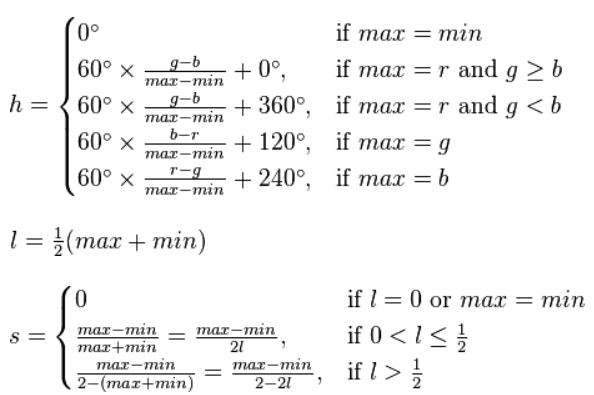 h = { 0° if max = min
60° × (g−b)/(max−min) + 0°, if max = r and g ≥ b
60° × (g−b)/(max−min) + 360°, if max = r and g < b
60° × (b−r)/(max−min) + 120°, if max = g
60° × (r−g)/(max−min) + 240°, if max = b
l = 1/2(max + min)
s = { 0 if l = 0 or max = min
(max−min)/(max+min) = (max−min)/2l, if 0 < l ≤ 1/2
(max−min)/(2−(max+min)) = (max−min)/(2−2l), if l > 1/2